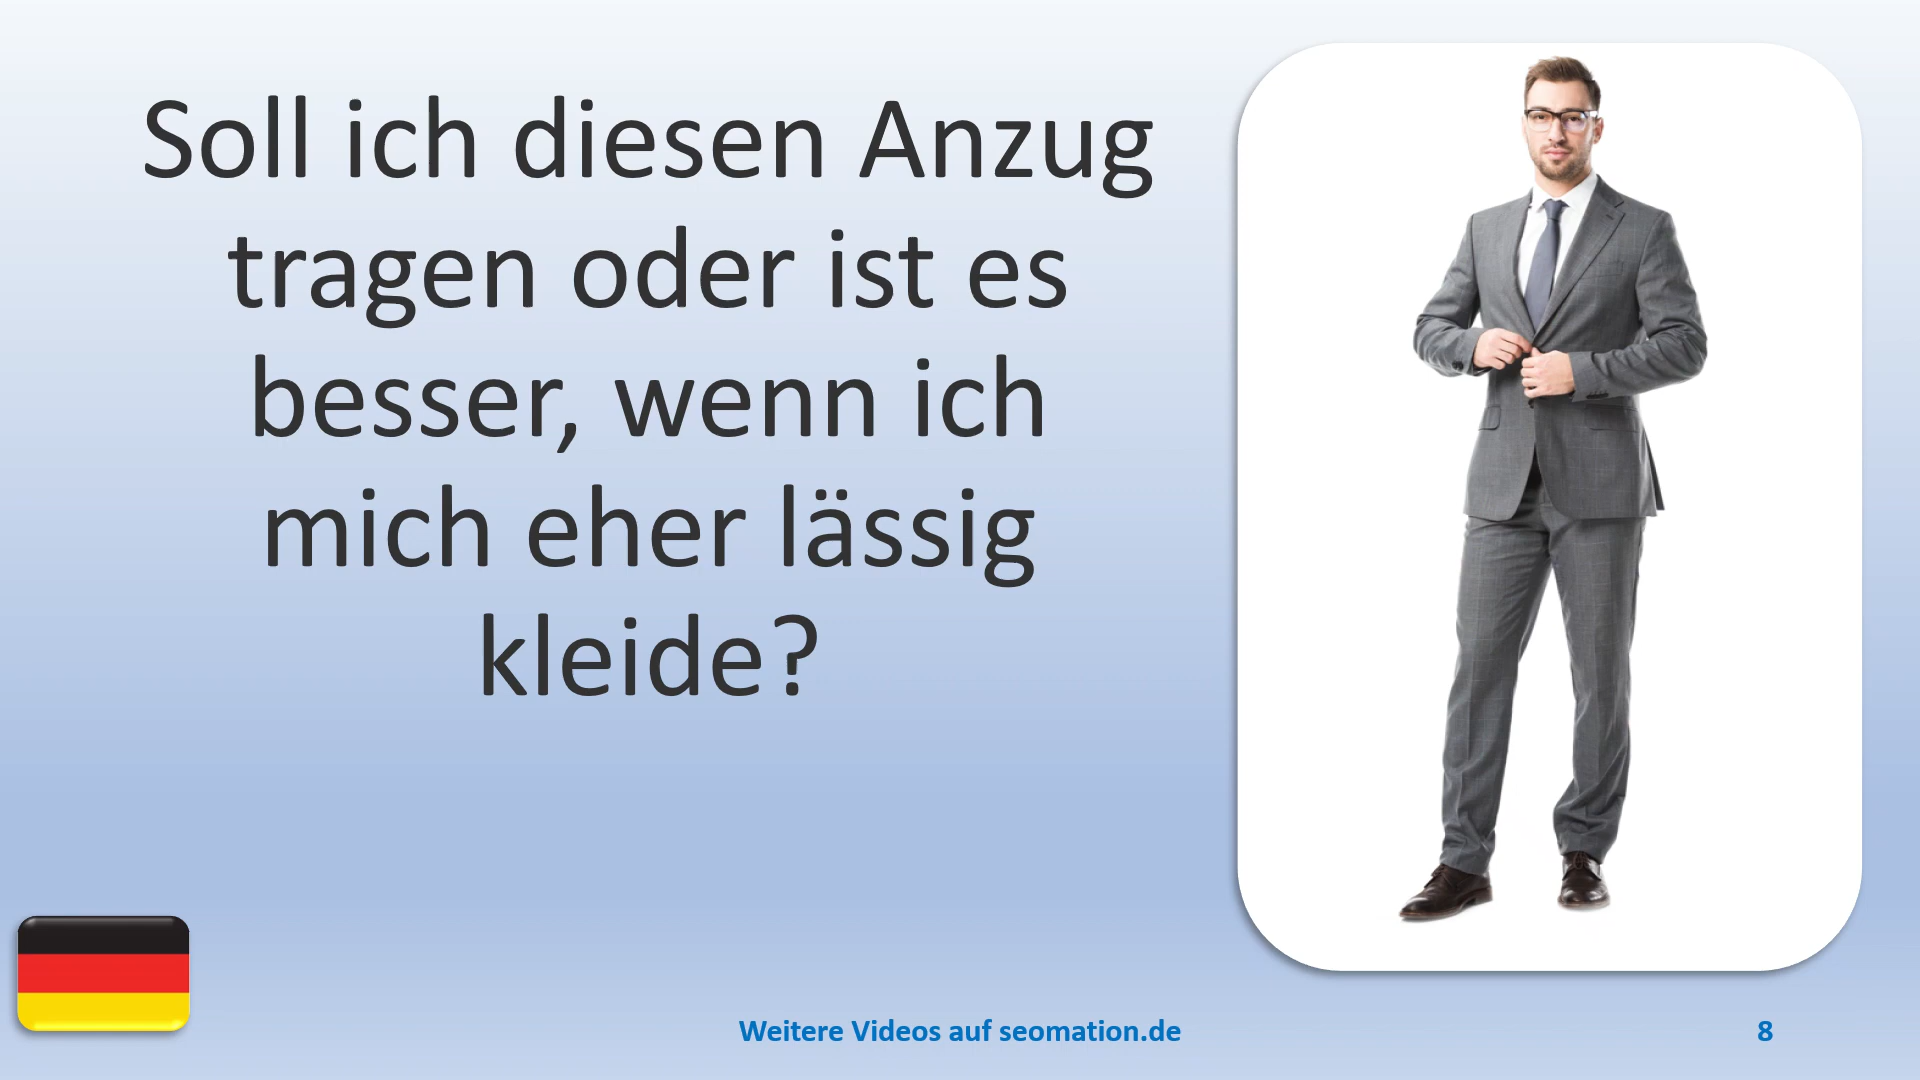 Soll ich diesen Anzug
tragen oder ist es
besser, wenn ich
mich eher lässig
kleide?
Weitere Videos auf seomation.de
8